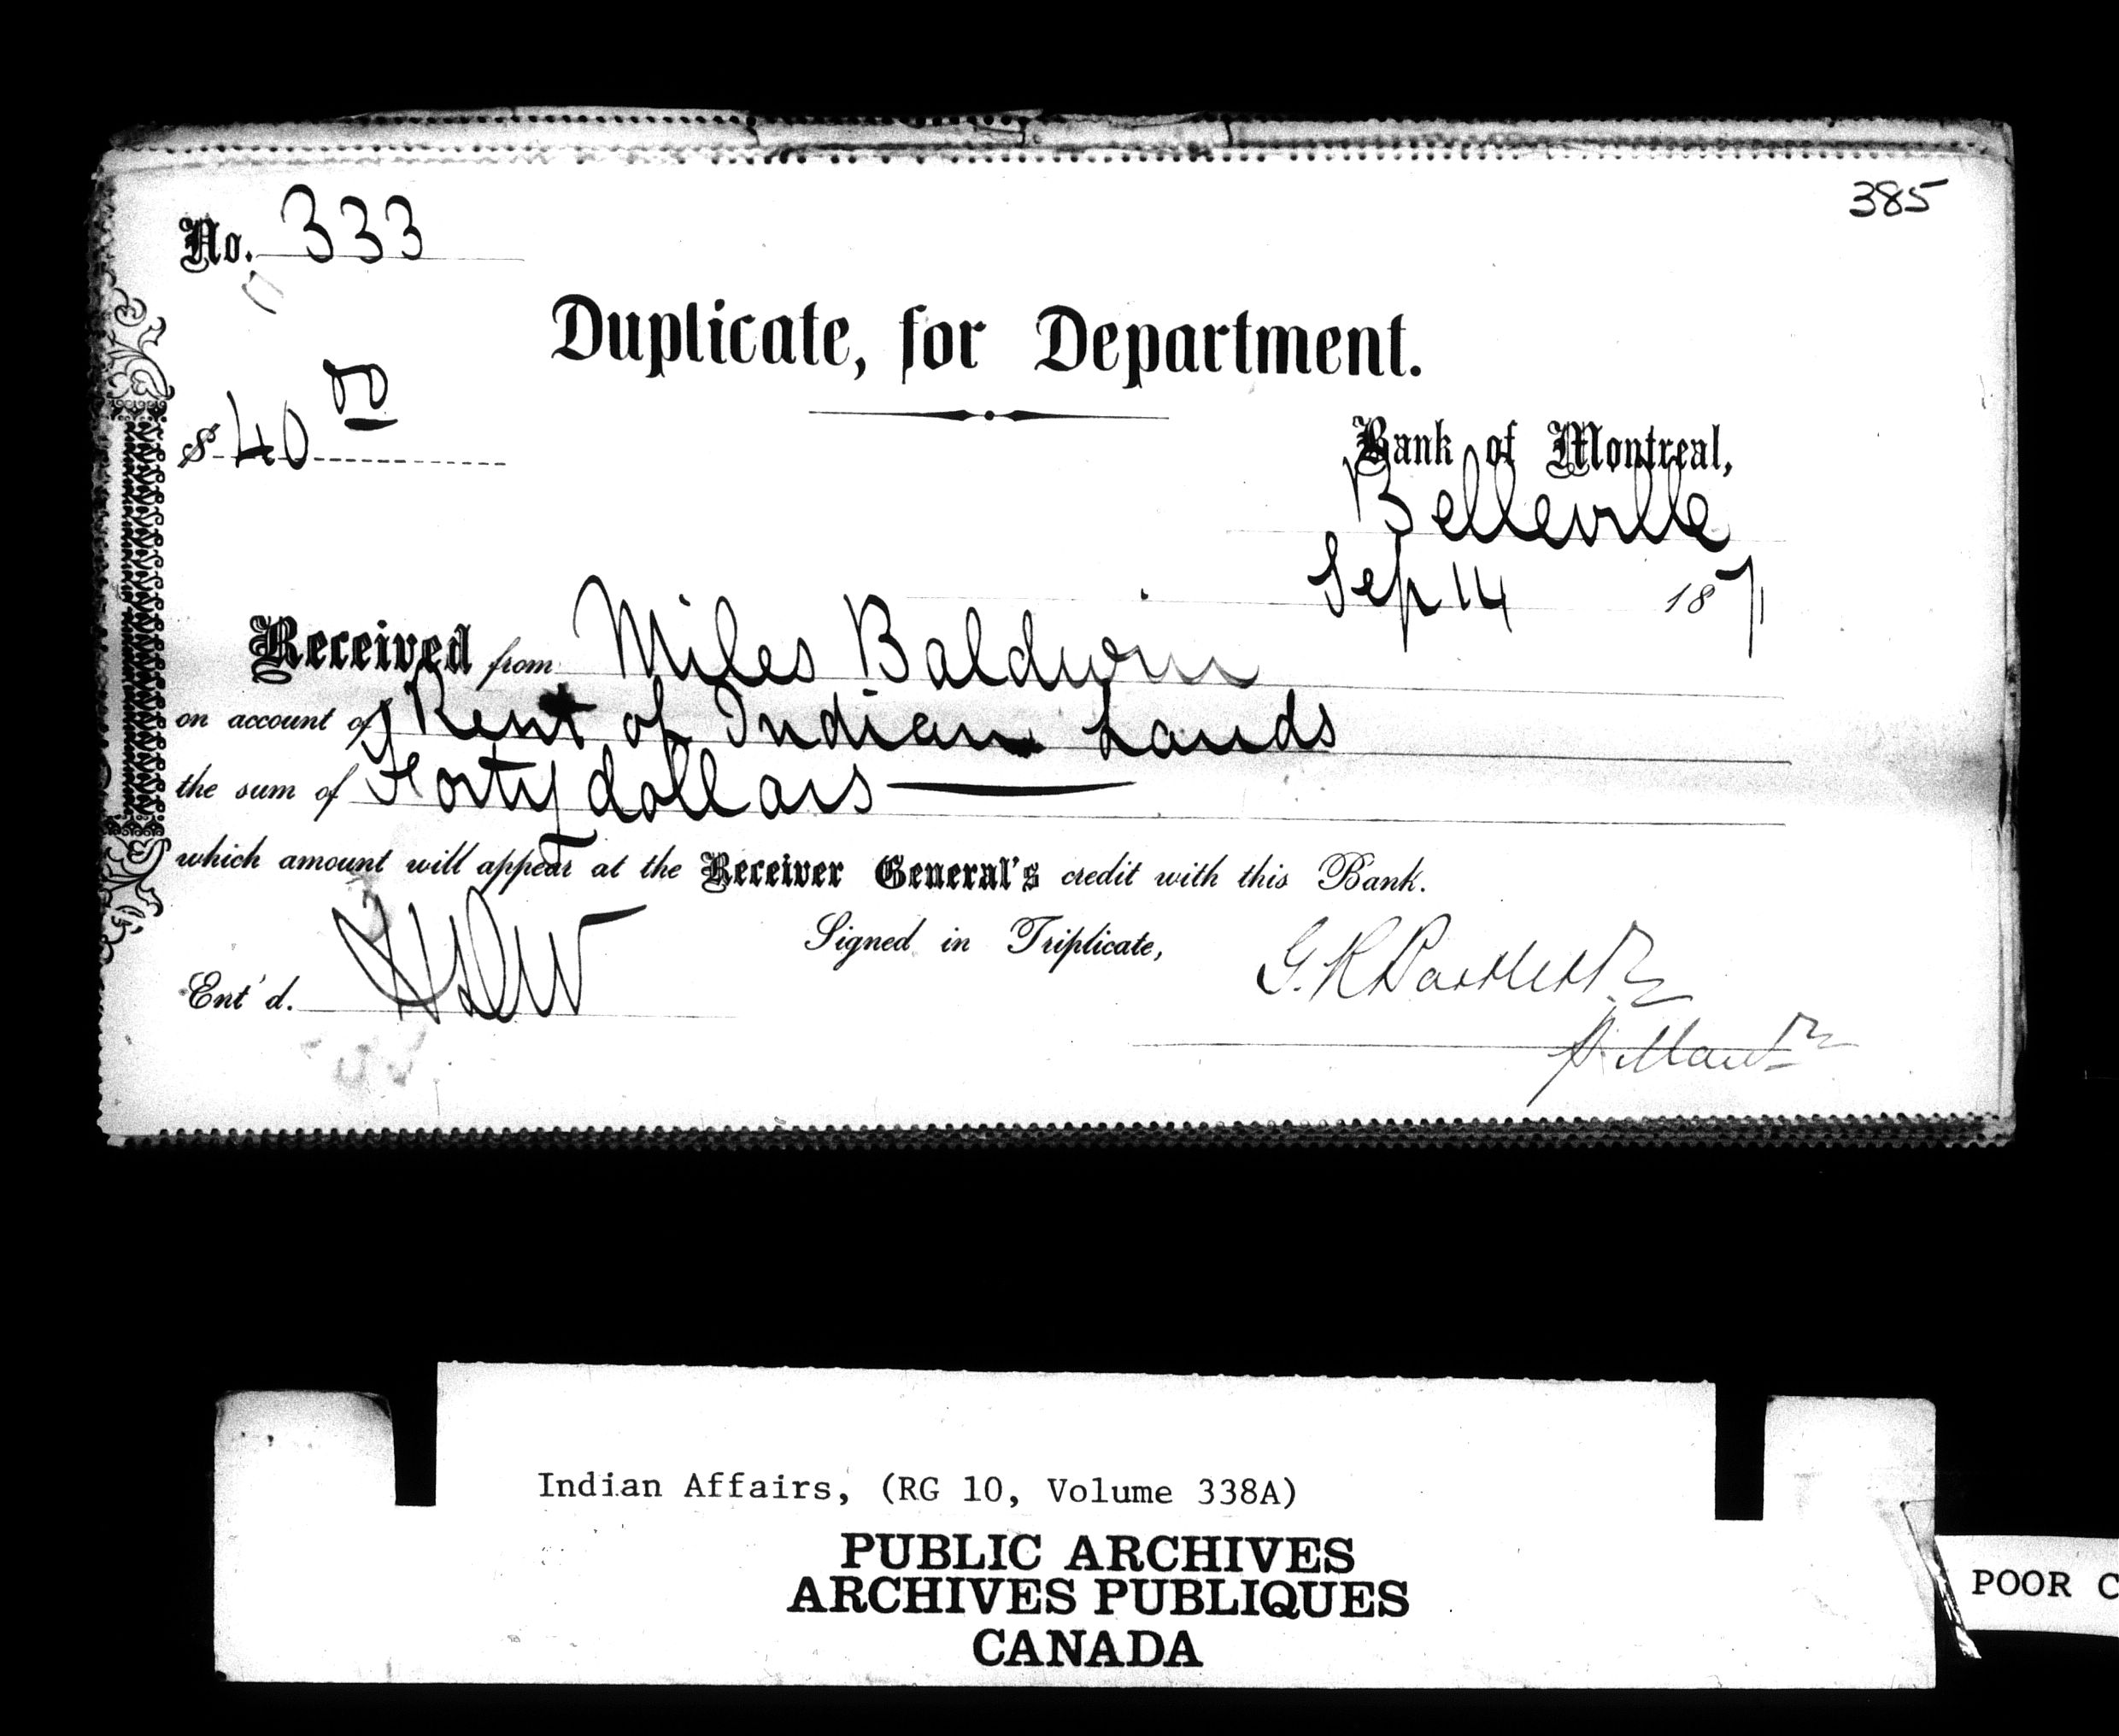 385
No. 333
Duplicate, for Department.
$ 40 00
Bank of Montreal,
Belleville
Sep 14 1871
Received from Miles Baldwin
on account of Rent of Indian Lands
the sum of Forty dollars
which amount will appear at the Receiver General's credit with this Bank.
Signed in Triplicate,
Ent'd.
Indian Affairs, (RG 10, Volume 338A)
PUBLIC ARCHIVES
ARCHIVES PUBLIQUES
CANADA
POOR C